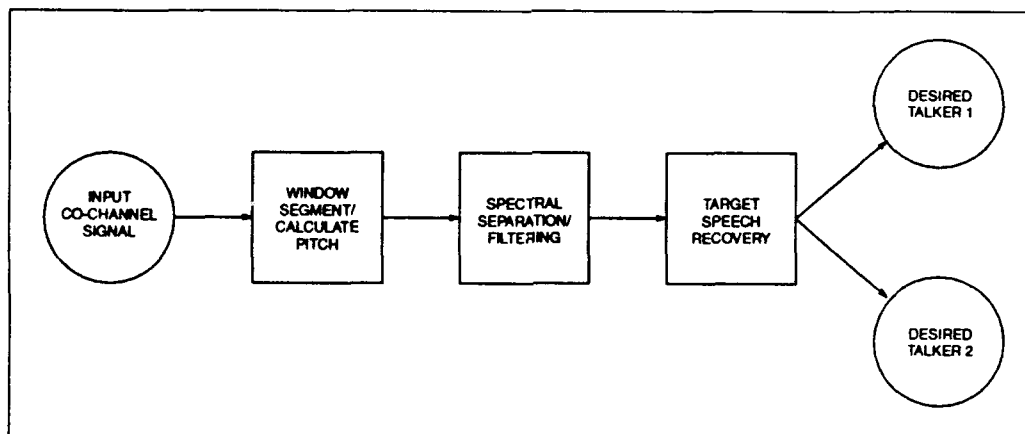 INPUT
CO-CHANNEL
SIGNAL
WINDOW
SEGMENT/
CALCULATE
PITCH
SPECTRAL
SEPARATION/
FILTERING
TARGET
SPEECH
RECOVERY
DESIRED
TALKER 1
DESIRED
TALKER 2